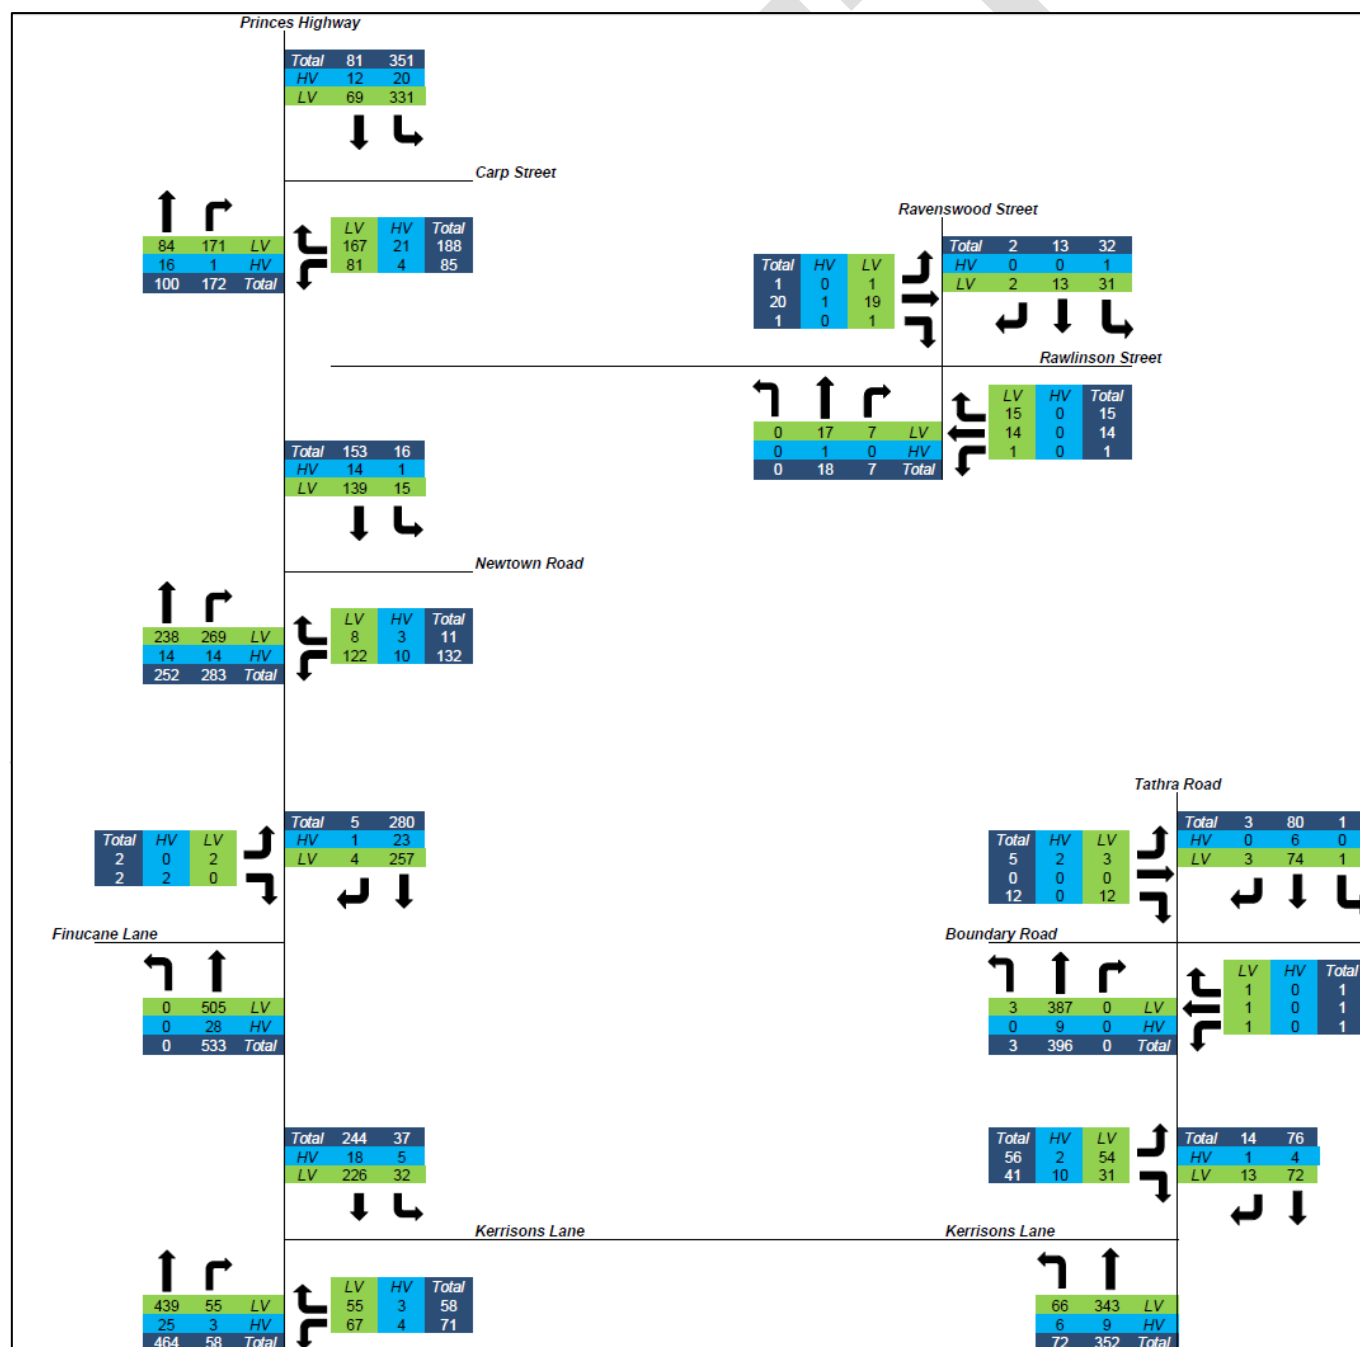 Princes Highway
Total 81 351
HV 12 20
LV 69 331
Carp Street
84 171 LV
16 1 HV
100 172 Total
LV HV Total
167 21 188
81 4 85
Ravenswood Street
Total HV LV
1 0 1
20 1 19
1 0 1
Total 2 13 32
HV 0 0 1
LV 2 13 31
Rawlinson Street
0 17 7 LV
0 1 0 HV
0 18 7 Total
LV HV Total
15 0 15
14 0 14
1 0 1
Total 153 16
HV 14 1
LV 139 15
Newtown Road
238 269 LV
14 14 HV
252 283 Total
LV HV Total
8 3 11
122 10 132
Total HV LV
2 0 2
2 2 0
Total 5 280
HV 1 23
LV 4 257
Finucane Lane
0 505 LV
0 28 HV
0 533 Total
Tathra Road
Total HV LV
5 2 3
0 0 0
12 0 12
Total 3 80 1
HV 0 6 0
LV 3 74 1
Boundary Road
3 387 0 LV
0 9 0 HV
3 396 0 Total
LV HV Total
1 0 1
1 0 1
1 0 1
Total 244 37
HV 18 5
LV 226 32
Kerrisons Lane
439 55 LV
25 3 HV
464 58 Total
LV HV Total
55 3 58
67 4 71
Total HV LV
56 2 54
41 10 31
Total 14 76
HV 1 4
LV 13 72
Kerrisons Lane
66 343 LV
6 9 HV
72 352 Total